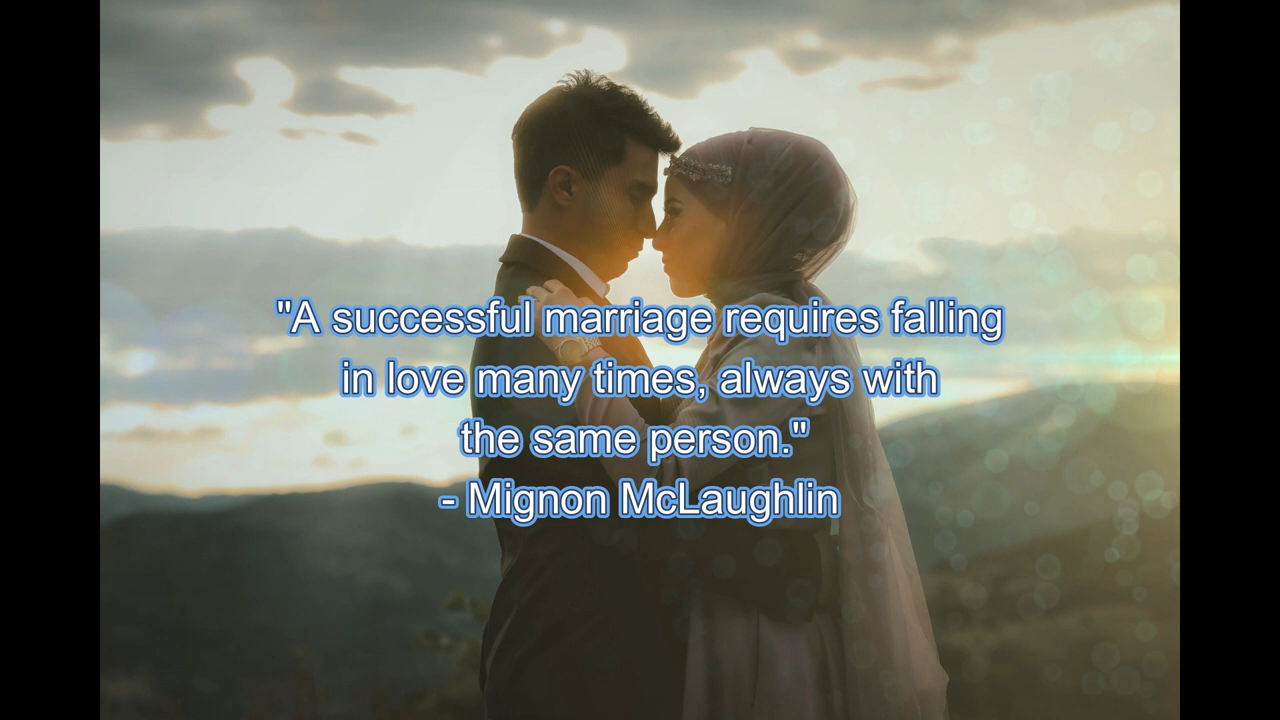 "A successful marriage requires falling
in love many times, always with
the same person."
- Mignon McLaughlin